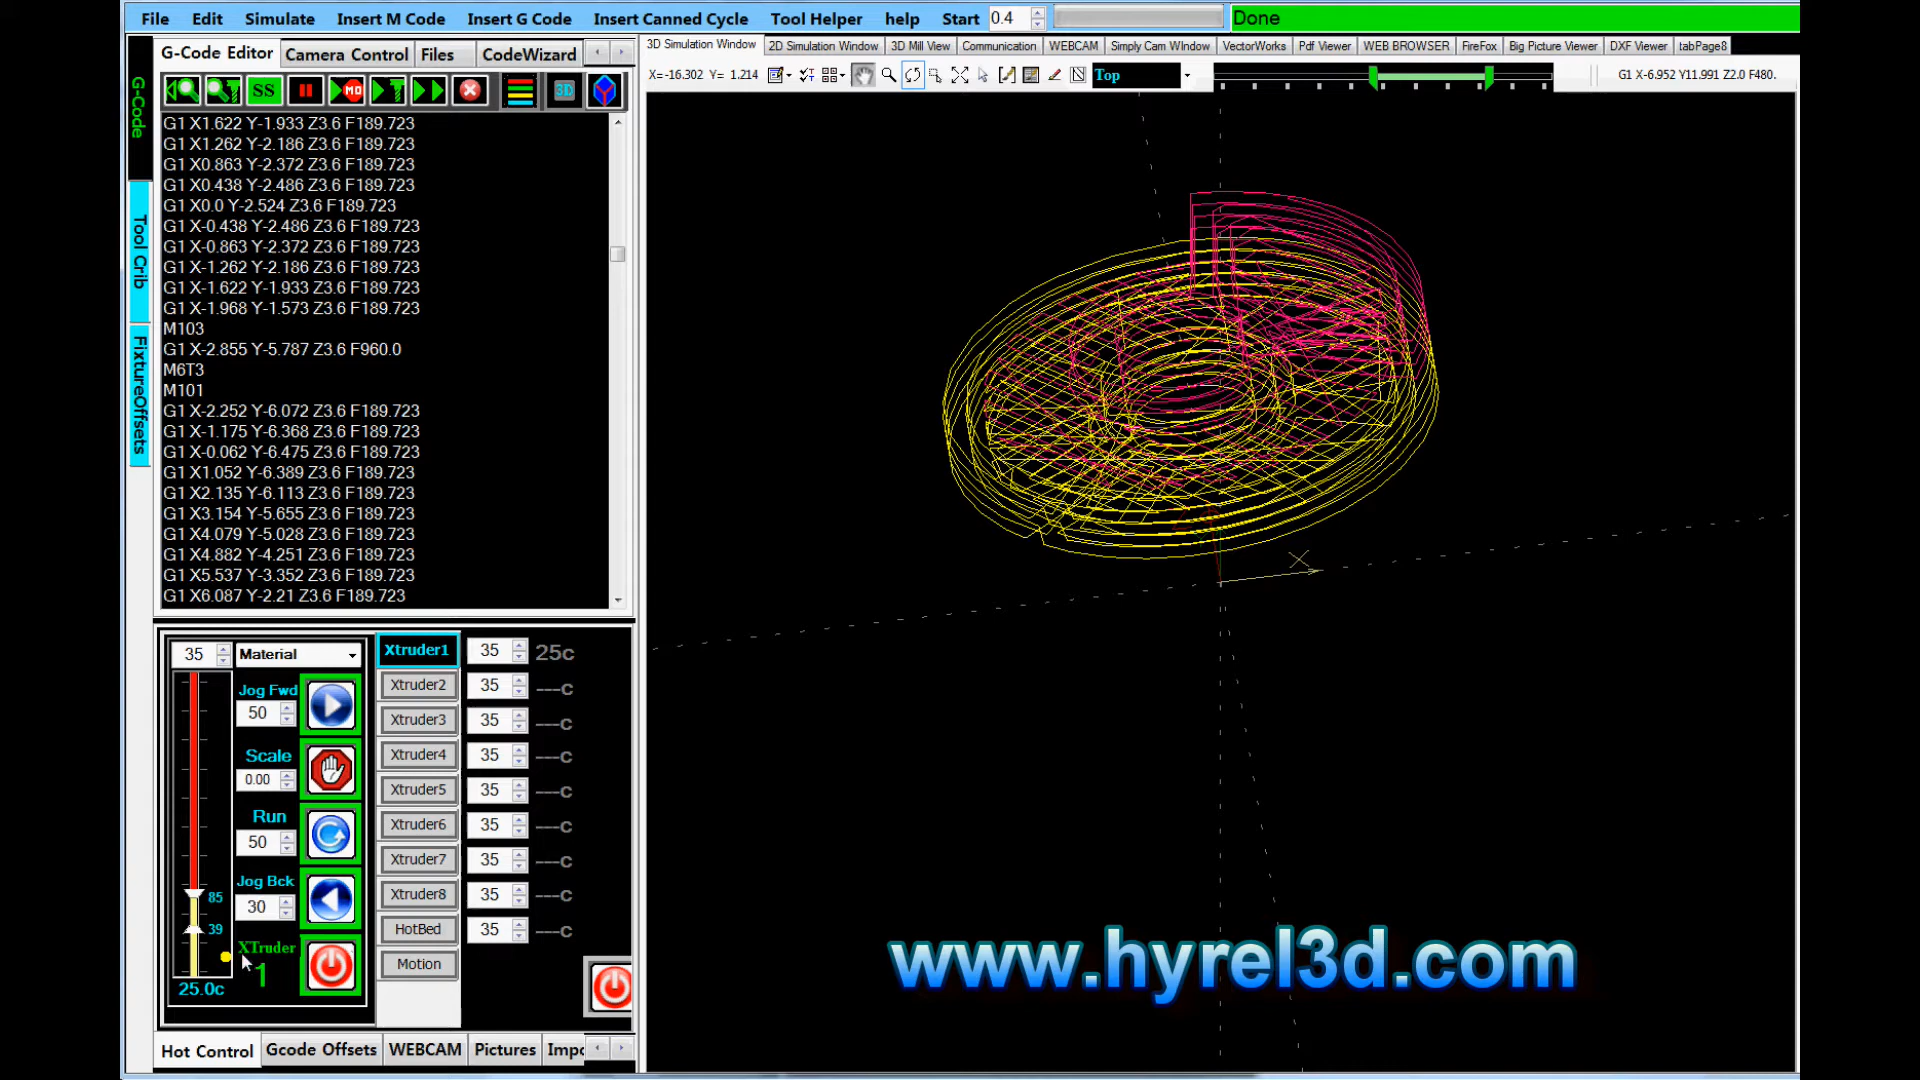 File Edit Simulate Insert M Code Insert G Code Insert Canned Cycle Tool Helper help Start 0.4 Done
G-Code Editor Camera Control Files CodeWizard
3D Simulation Window 2D Simulation Window 3D Mill View Communication WEBCAM Simply Cam WIndow VectorWorks Pdf Viewer WEB BROWSER FireFox Big Picture Viewer DXF Viewer tabPage8
X=-16.302 Y= 1.214 Top G1 X-6.952 Y11.991 Z2.0 F480.
SS M0 3D
G-Code
Tool Crib
FixtureOffsets
G1 X1.622 Y-1.933 Z3.6 F189.723
G1 X1.262 Y-2.186 Z3.6 F189.723
G1 X0.863 Y-2.372 Z3.6 F189.723
G1 X0.438 Y-2.486 Z3.6 F189.723
G1 X0.0 Y-2.524 Z3.6 F189.723
G1 X-0.438 Y-2.486 Z3.6 F189.723
G1 X-0.863 Y-2.372 Z3.6 F189.723
G1 X-1.262 Y-2.186 Z3.6 F189.723
G1 X-1.622 Y-1.933 Z3.6 F189.723
G1 X-1.968 Y-1.573 Z3.6 F189.723
M103
G1 X-2.855 Y-5.787 Z3.6 F960.0
M6T3
M101
G1 X-2.252 Y-6.072 Z3.6 F189.723
G1 X-1.175 Y-6.368 Z3.6 F189.723
G1 X-0.062 Y-6.475 Z3.6 F189.723
G1 X1.052 Y-6.389 Z3.6 F189.723
G1 X2.135 Y-6.113 Z3.6 F189.723
G1 X3.154 Y-5.655 Z3.6 F189.723
G1 X4.079 Y-5.028 Z3.6 F189.723
G1 X4.882 Y-4.251 Z3.6 F189.723
G1 X5.537 Y-3.352 Z3.6 F189.723
G1 X6.087 Y-2.21 Z3.6 F189.723
X
35 Material
Jog Fwd
50
Scale
0.00
Run
50
Jog Bck
30
85
39
XTruder
1
25.0c
Xtruder1 35 25c
Xtruder2 35 ---c
Xtruder3 35 ---c
Xtruder4 35 ---c
Xtruder5 35 ---c
Xtruder6 35 ---c
Xtruder7 35 ---c
Xtruder8 35 ---c
HotBed 35 ---c
Motion
www.hyrel3d.com
Hot Control Gcode Offsets WEBCAM Pictures Impo